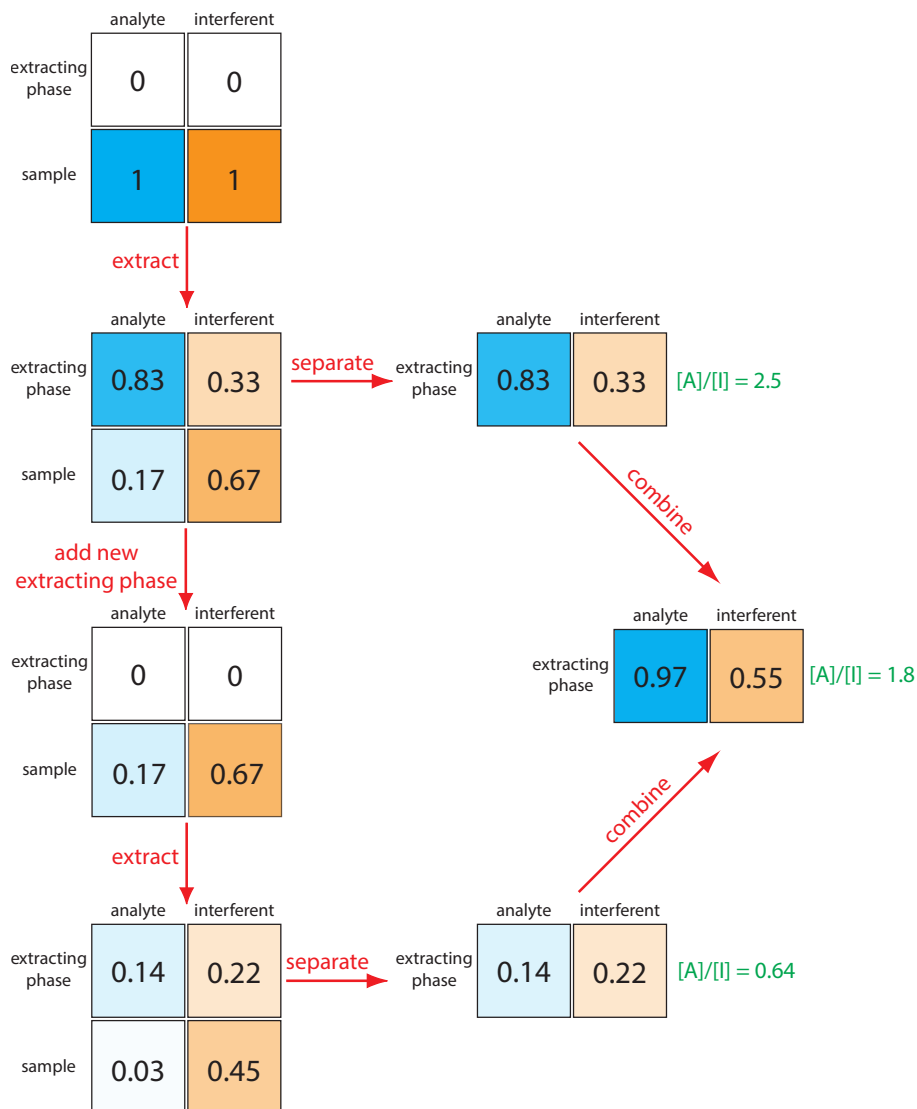 analyte interferent
extracting
phase
0 0
sample
1 1
extract
analyte interferent
extracting
phase
0.83 0.33
separate
sample
0.17 0.67
analyte interferent
extracting
phase
0.83 0.33
[A]/[I] = 2.5
combine
add new
extracting phase
analyte interferent
extracting
phase
0 0
sample
0.17 0.67
analyte interferent
extracting
phase
0.97 0.55
[A]/[I] = 1.8
combine
extract
analyte interferent
extracting
phase
0.14 0.22
separate
sample
0.03 0.45
analyte interferent
extracting
phase
0.14 0.22
[A]/[I] = 0.64